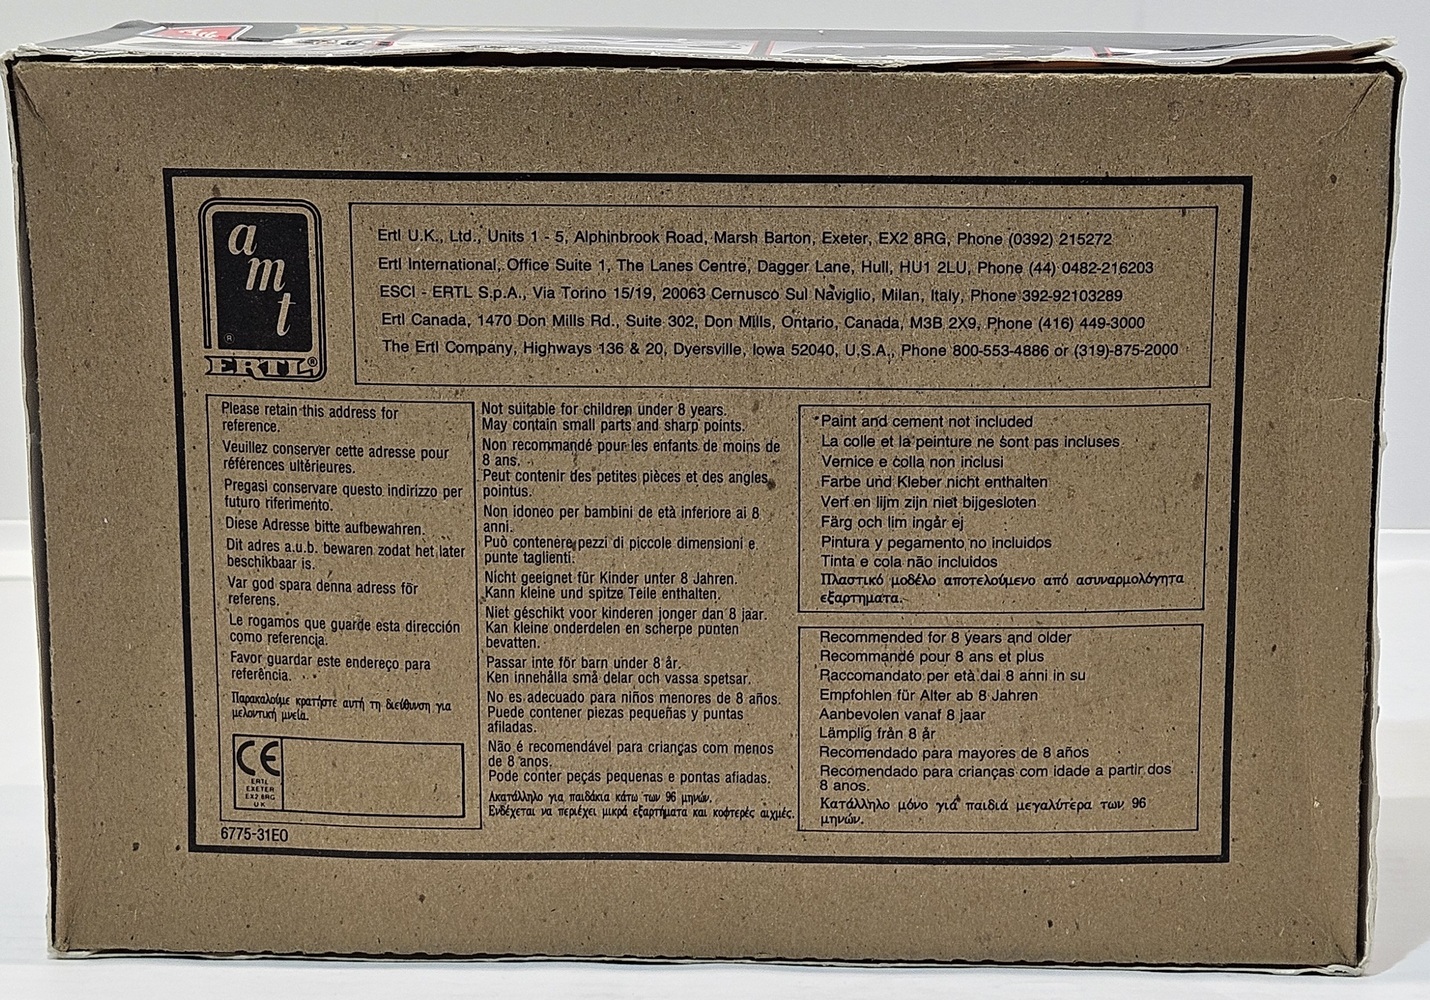 amt
®
ERTL®
Ertl U.K., Ltd., Units 1 - 5, Alphinbrook Road, Marsh Barton, Exeter, EX2 8RG, Phone (0392) 215272
Ertl International, Office Suite 1, The Lanes Centre, Dagger Lane, Hull, HU1 2LU, Phone (44) 0482-216203
ESCI - ERTL S.p.A., Via Torino 15/19, 20063 Cernusco Sul Naviglio, Milan, Italy, Phone 392-92103289
Ertl Canada, 1470 Don Mills Rd., Suite 302, Don Mills, Ontario, Canada, M3B 2X9, Phone (416) 449-3000
The Ertl Company, Highways 136 & 20, Dyersville, Iowa 52040, U.S.A., Phone 800-553-4886 or (319)-875-2000
Please retain this address for
reference.
Veuillez conserver cette adresse pour
références ultérieures.
Pregasi conservare questo indirizzo per
futuro riferimento.
Diese Adresse bitte aufbewahren.
Dit adres a.u.b. bewaren zodat het later
beschikbaar is.
Var god spara denna adress för
referens.
Le rogamos que guarde esta dirección
como referencia.
Favor guardar este endereço para
referência.
Παρακαλούμε κρατήστε αυτή τη διεύθυνση για
μελοντική μνεία.
CE
ERTL
EXETER
EX2 8RG
UK
6775-31EO
Not suitable for children under 8 years.
May contain small parts and sharp points.
Non recommandé pour les enfants de moins de
8 ans.
Peut contenir des petites pièces et des angles
pointus.
Non idoneo per bambini de età inferiore ai 8
anni.
Può contenere pezzi di piccole dimensioni e
punte taglienti.
Nicht geeignet für Kinder unter 8 Jahren.
Kann kleine und spitze Teile enthalten.
Niet geschikt voor kinderen jonger dan 8 jaar.
Kan kleine onderdelen en scherpe punten
bevatten.
Passar inte för barn under 8 år.
Ken innehålla små delar och vassa spetsar.
No es adecuado para niños menores de 8 años.
Puede contener piezas pequeñas y puntas
afiladas.
Não é recomendável para crianças com menos
de 8 anos.
Pode conter peças pequenas e pontas afiadas.
Ακατάλληλο για παιδάκια κάτω των 96 μηνών.
Ενδέχεται να περιέχει μικρά εξαρτήματα και κοφτερές αιχμές.
Paint and cement not included
La colle et la peinture ne sont pas incluses
Vernice e colla non inclusi
Farbe und Kleber nicht enthalten
Verf en lijm zijn niet bijgesloten
Färg och lim ingår ej
Pintura y pegamento no incluidos
Tinta e cola não incluidos
Πλαστικό μοδέλο αποτελούμενο από ασυναρμολόγητα
εξαρτηματα.
Recommended for 8 years and older
Recommandé pour 8 ans et plus
Raccomandato per età dai 8 anni in su
Empfohlen für Alter ab 8 Jahren
Aanbevolen vanaf 8 jaar
Lämplig från 8 år
Recomendado para mayores de 8 años
Recomendado para crianças com idade a partir dos
8 anos.
Κατάλληλο μόνο γιά παιδιά μεγαλύτερα των 96
μηνών.